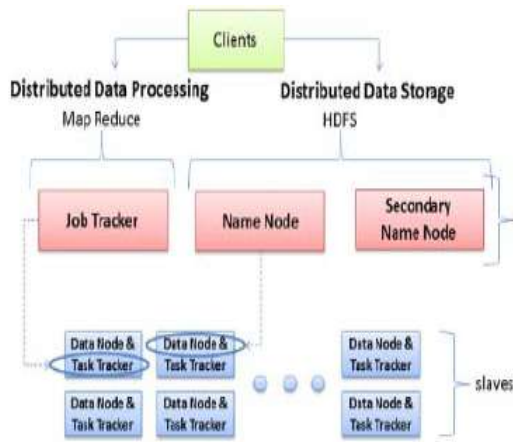 Clients
Distributed Data Processing
Map Reduce
Distributed Data Storage
HDFS
Job Tracker
Name Node
Secondary
Name Node
Data Node &
Task Tracker
Data Node &
Task Tracker
Data Node &
Task Tracker
slaves
Data Node &
Task Tracker
Data Node &
Task Tracker
Data Node &
Task Tracker